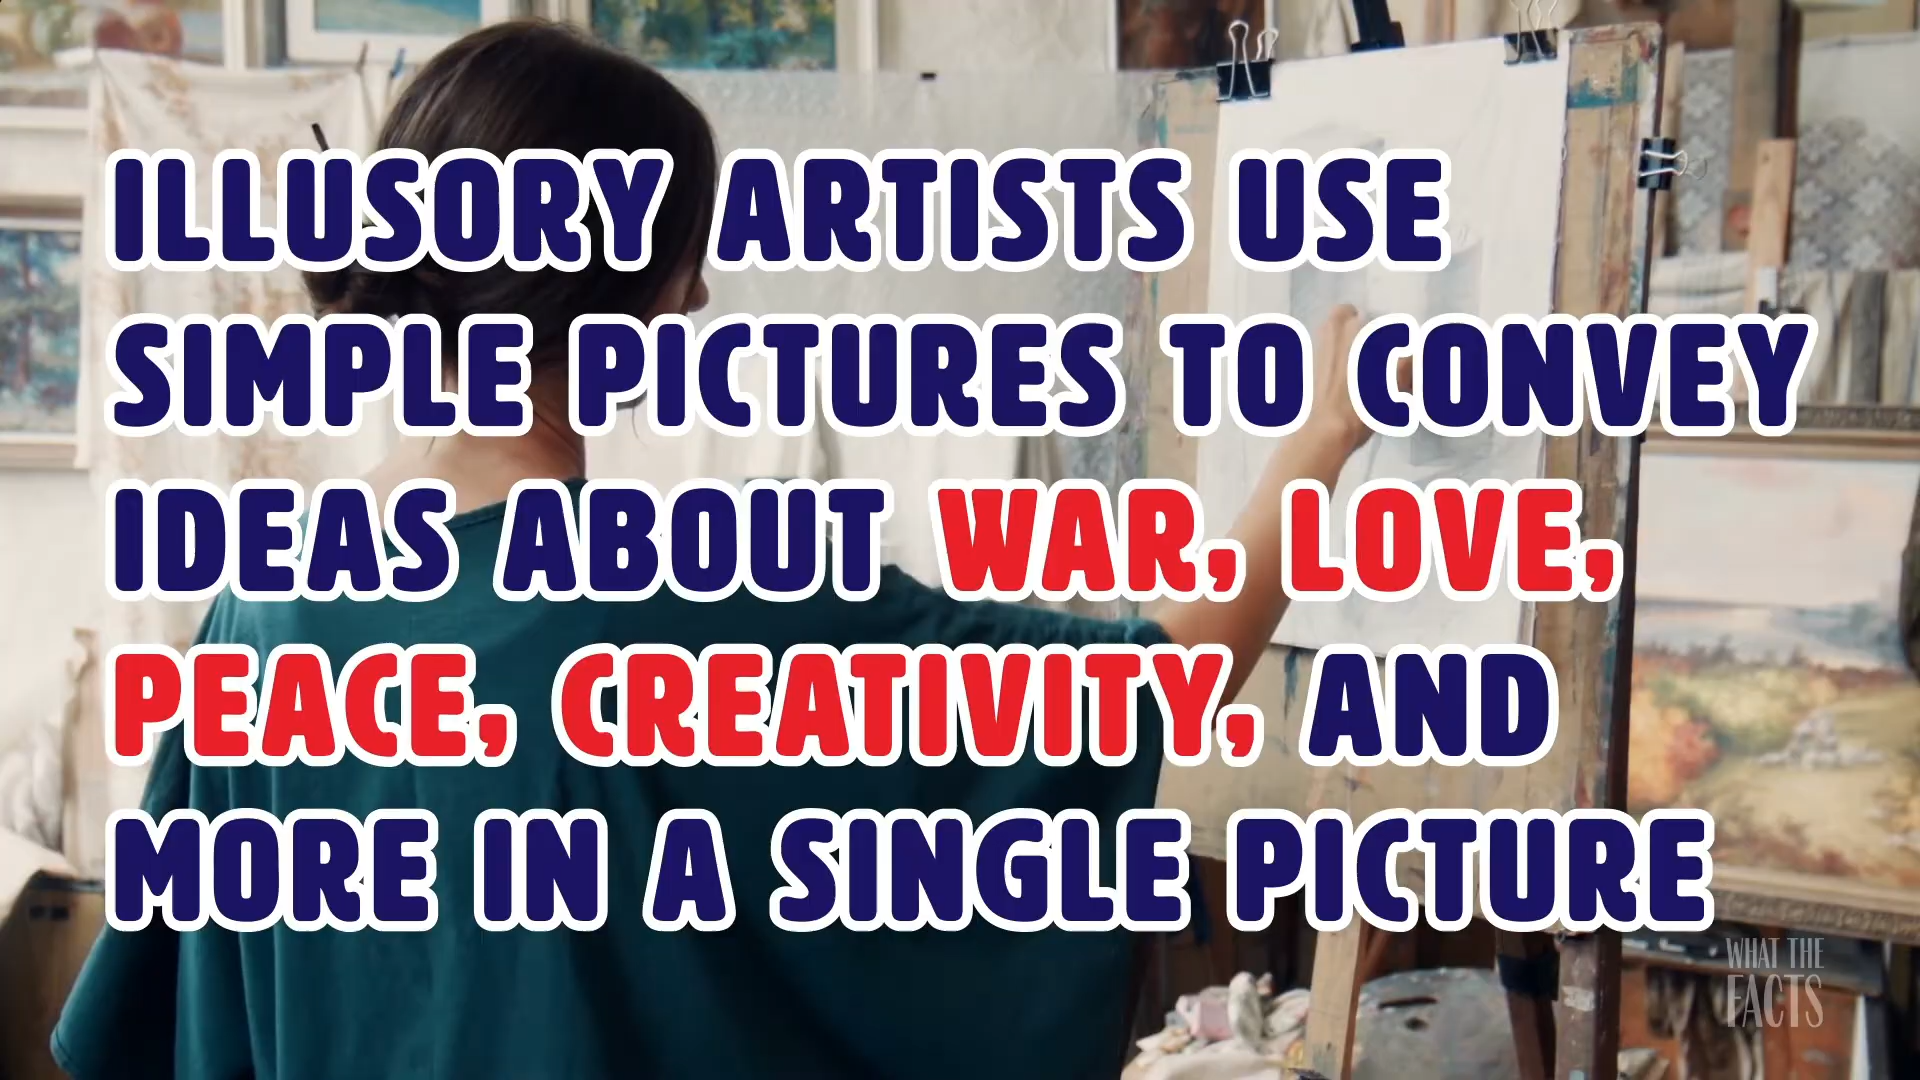 ILLUSORY ARTISTS USE
SIMPLE PICTURES TO CONVEY
IDEAS ABOUT WAR, LOVE,
PEACE, CREATIVITY, AND
MORE IN A SINGLE PICTURE
WHAT THE
FACTS